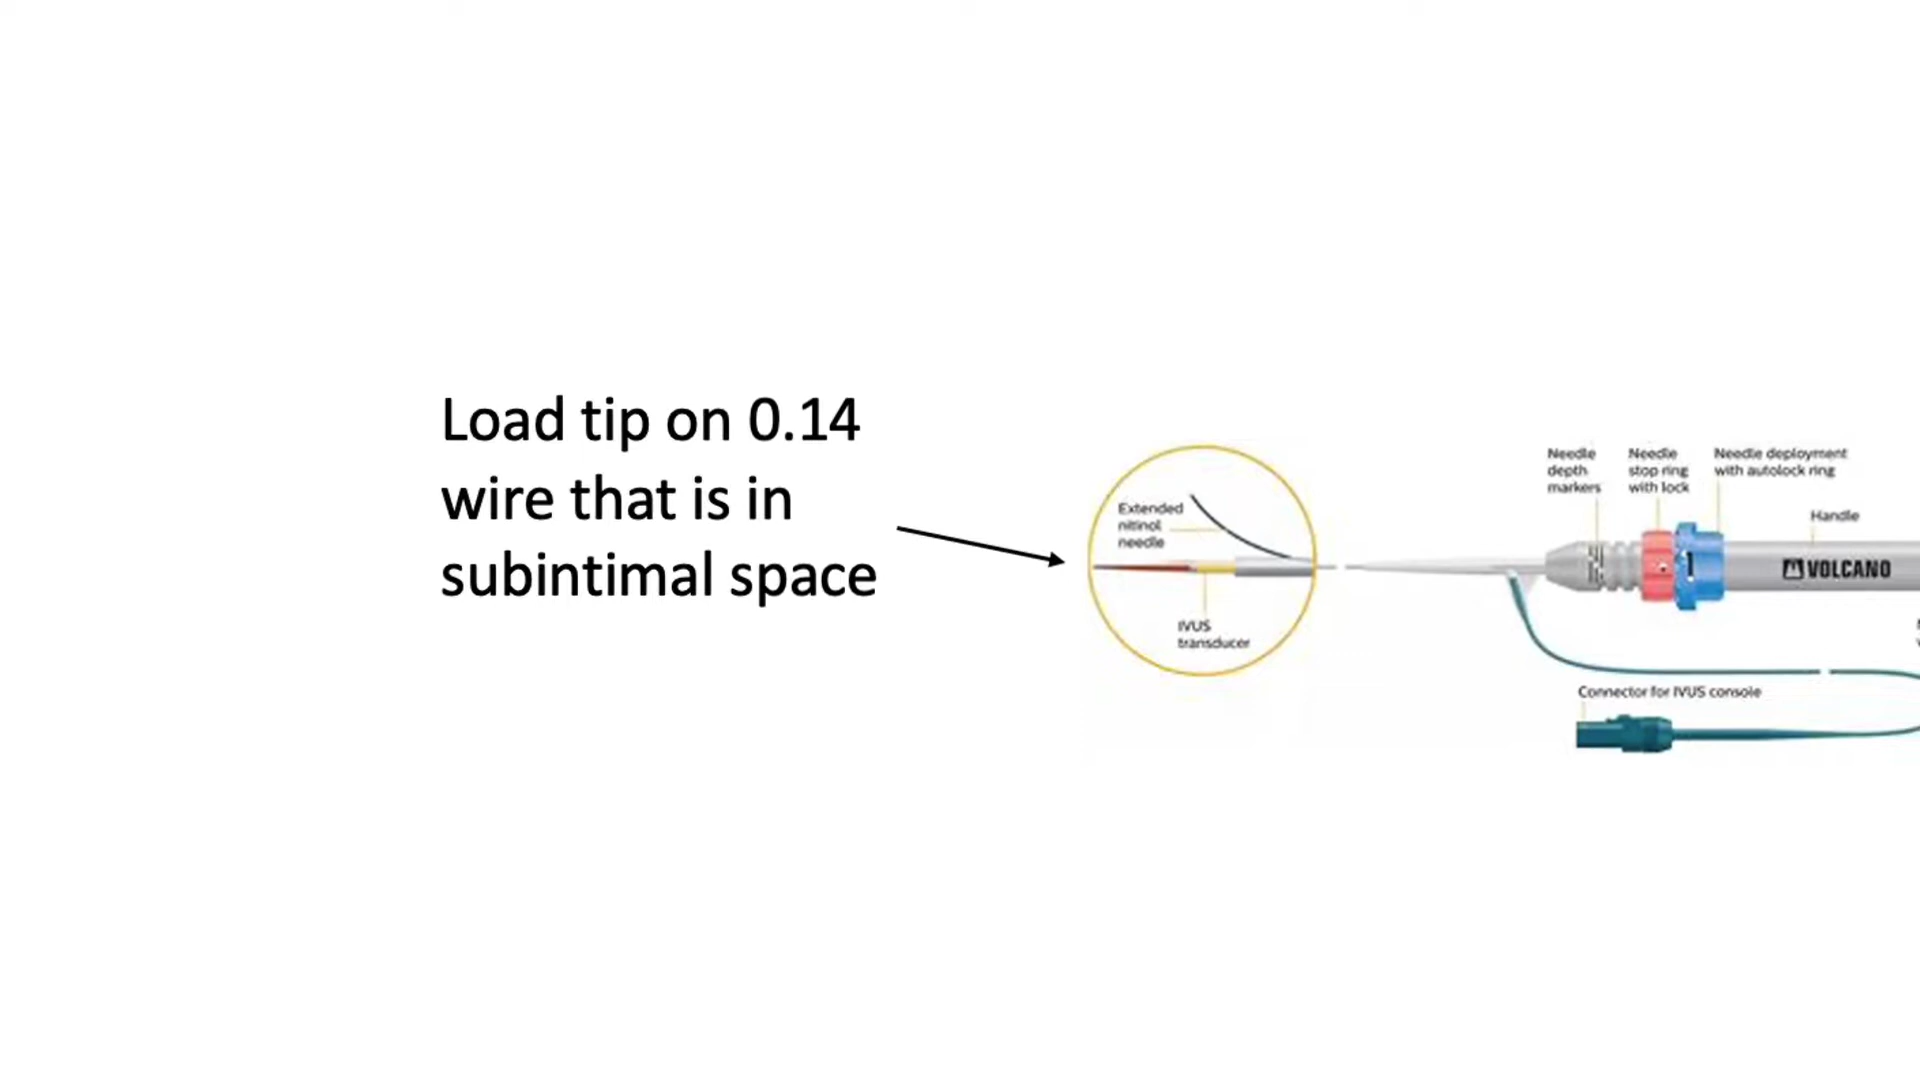 Load tip on 0.14
wire that is in
subintimal space
Extended
nitinol
needle
IVUS
transducer
Needle
depth
markers
Needle
stop ring
with lock
Needle deployment
with autolock ring
Handle
VOLCANO
Connector for IVUS console